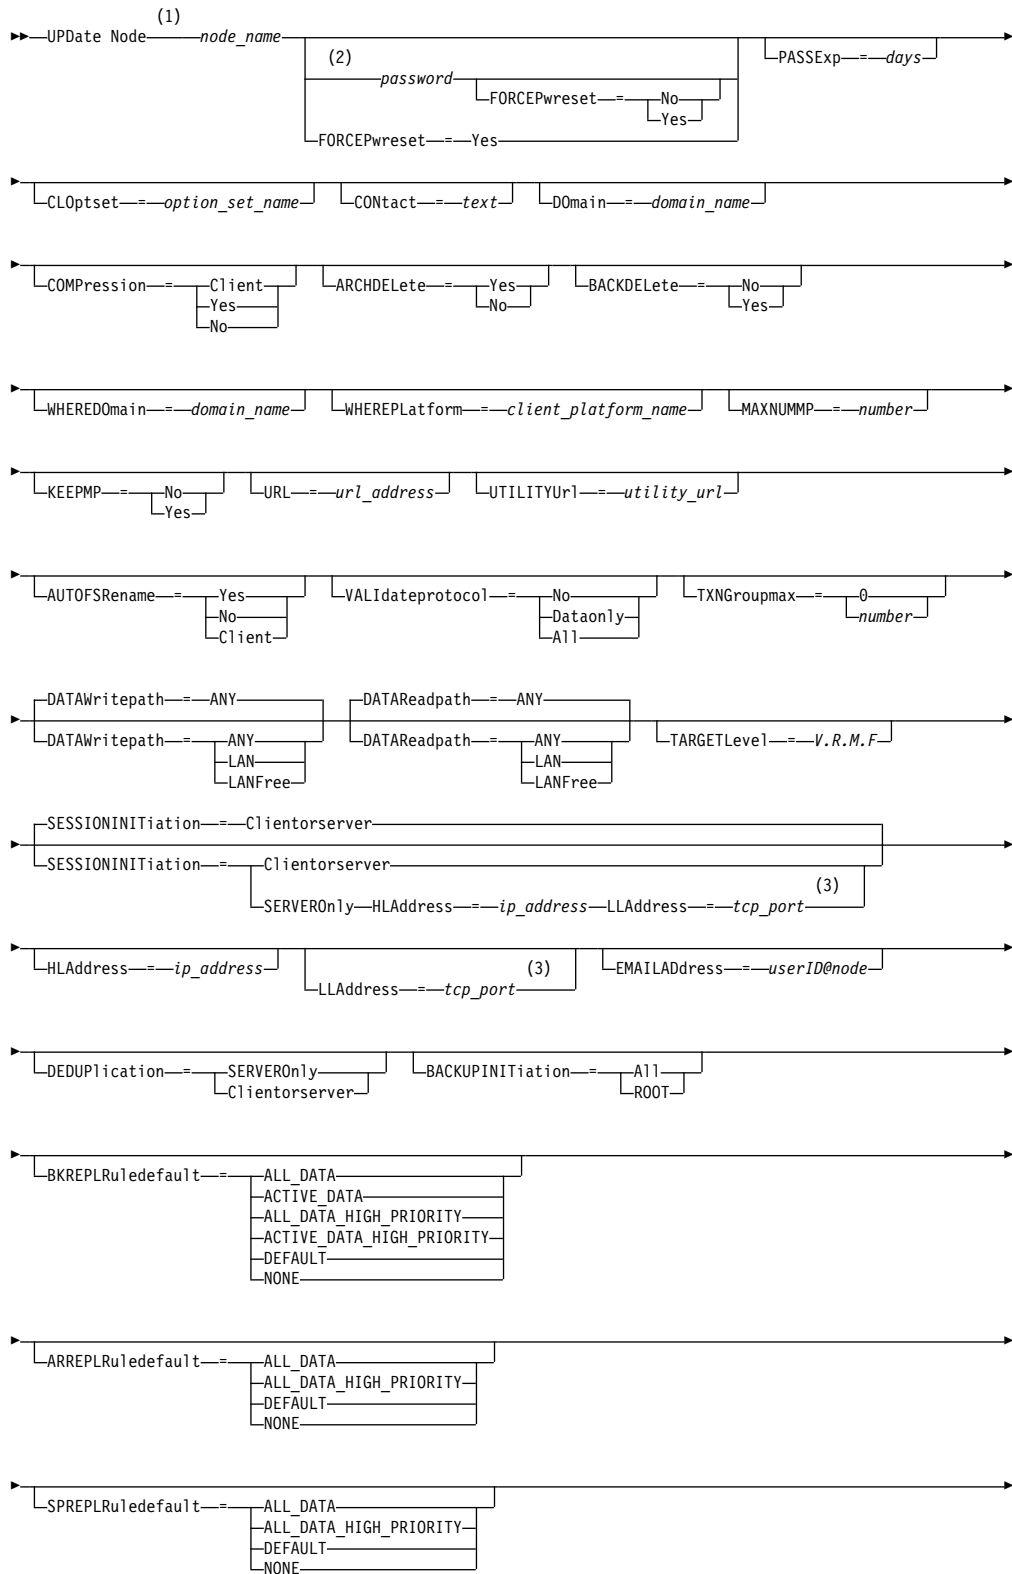 (1)
UPDate Node node_name
(2)
password
FORCEPwreset = No
Yes
FORCEPwreset = Yes
PASSExp = days
CLOptset = option_set_name CONtact = text DOmain = domain_name
COMPression = Client ARCHDELete = Yes BACKDELete = No
Yes No Yes
No
WHEREDOmain = domain_name WHEREPLatform = client_platform_name MAXNUMMP = number
KEEPMP = No URL = url_address UTILITYUrl = utility_url
Yes
AUTOFSRename = Yes VALIdateprotocol = No TXNGroupmax = 0
No Dataonly number
Client All
DATAWritepath = ANY DATAReadpath = ANY
DATAWritepath = ANY DATAReadpath = ANY TARGETLevel = V.R.M.F
LAN LAN
LANFree LANFree
SESSIONINITiation = Clientorserver
SESSIONINITiation = Clientorserver
(3)
SERVEROnly HLAddress = ip_address LLAddress = tcp_port
HLAddress = ip_address (3) EMAILADdress = userID@node
LLAddress = tcp_port
DEDUPlication = SERVEROnly BACKUPINITiation = All
Clientorserver ROOT
BKREPLRuledefault = ALL_DATA
ACTIVE_DATA
ALL_DATA_HIGH_PRIORITY
ACTIVE_DATA_HIGH_PRIORITY
DEFAULT
NONE
ARREPLRuledefault = ALL_DATA
ALL_DATA_HIGH_PRIORITY
DEFAULT
NONE
SPREPLRuledefault = ALL_DATA
ALL_DATA_HIGH_PRIORITY
DEFAULT
NONE